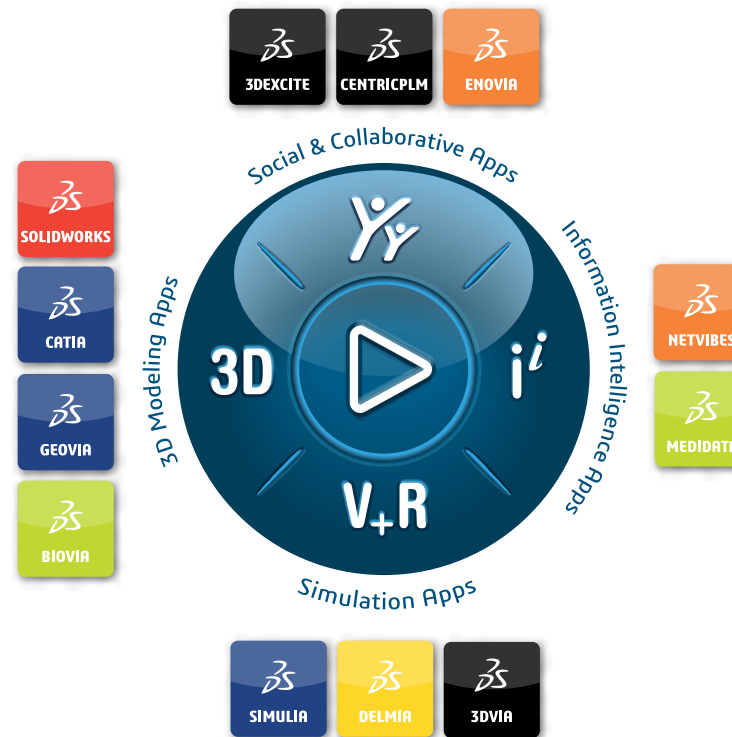 3DEXCITE
CENTRICPLM
ENOVIA
Social & Collaborative Apps
SOLIDWORKS
CATIA
GEOVIA
BIOVIA
3D Modeling Apps
3D
i i
V+R
Information Intelligence Apps
NETVIBES
MEDIDATA
Simulation Apps
SIMULIA
DELMIA
3DVIA